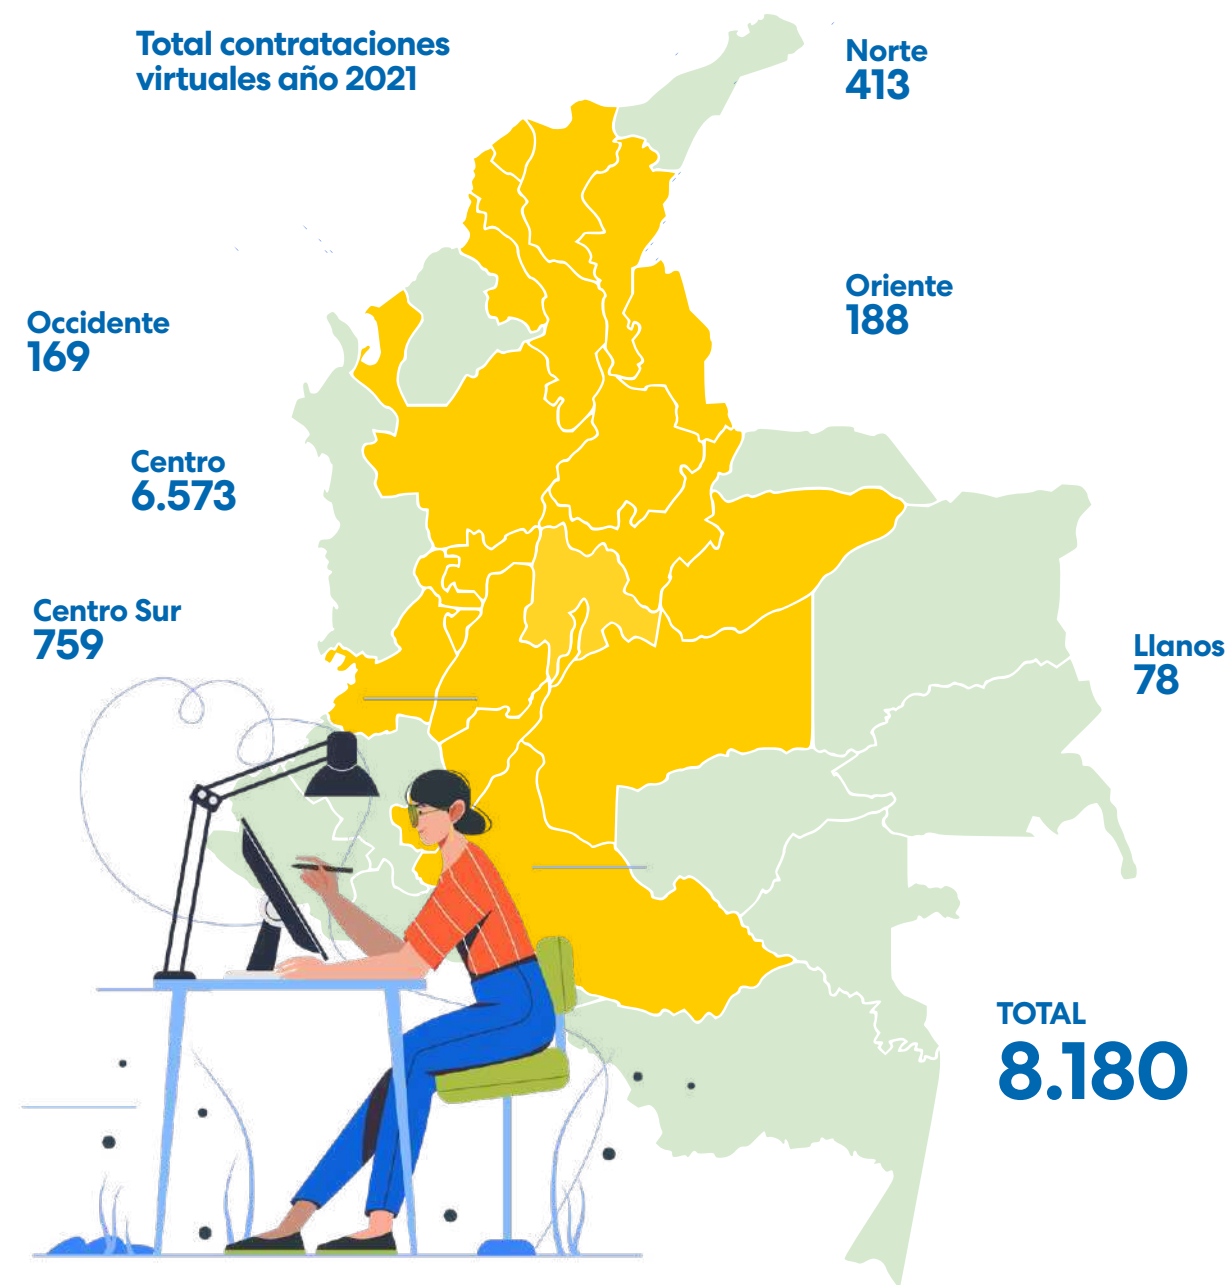 Total contrataciones
virtuales año 2021
Norte
413
Oriente
188
Occidente
169
Centro
6.573
Centro Sur
759
Llanos
78
TOTAL
8.180